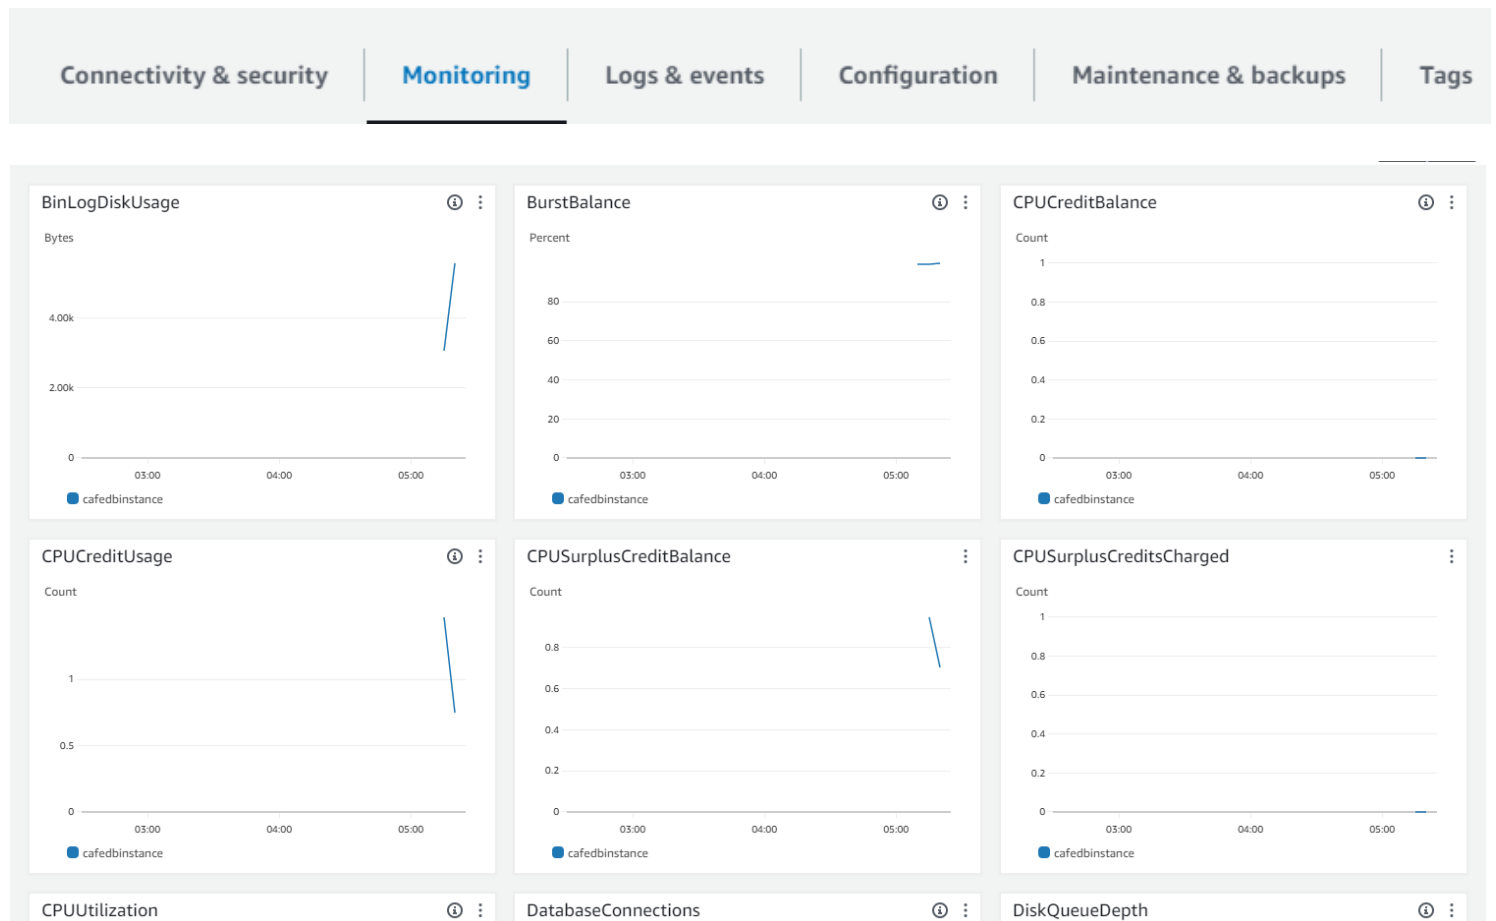 Connectivity & security Monitoring Logs & events Configuration Maintenance & backups Tags
BinLogDiskUsage
Bytes
4.00k
2.00k
0
03:00 04:00 05:00
cafedbinstance
BurstBalance
Percent
80
60
40
20
0
03:00 04:00 05:00
cafedbinstance
CPUCreditBalance
Count
1
0.8
0.6
0.4
0.2
0
03:00 04:00 05:00
cafedbinstance
CPUCreditUsage
Count
1
0.5
0
03:00 04:00 05:00
cafedbinstance
CPUSurplusCreditBalance
Count
0.8
0.6
0.4
0.2
0
03:00 04:00 05:00
cafedbinstance
CPUSurplusCreditsCharged
Count
1
0.8
0.6
0.4
0.2
0
03:00 04:00 05:00
cafedbinstance
CPUUtilization
DatabaseConnections
DiskQueueDepth